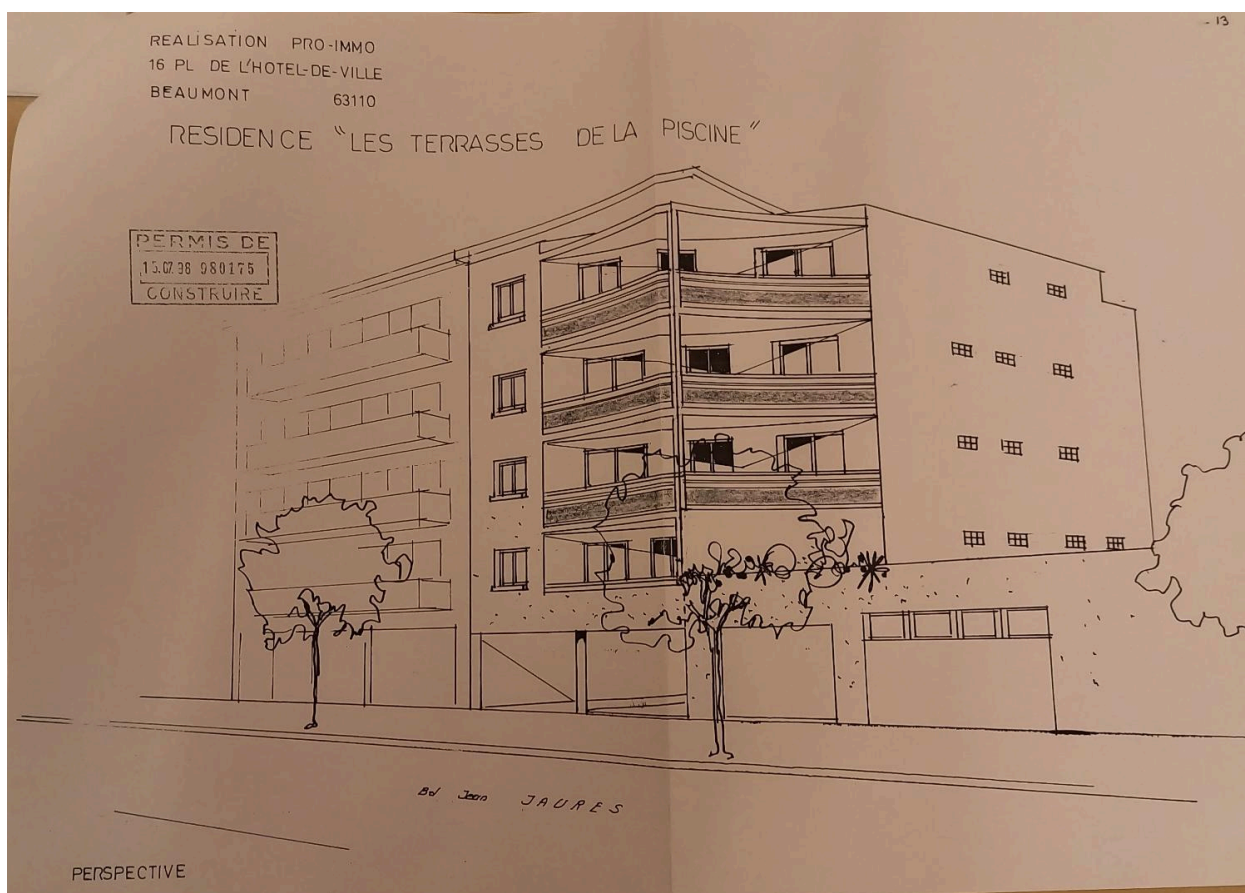 - 13
REALISATION PRO-IMMO
16 PL DE L'HOTEL-DE-VILLE
BEAUMONT 63110
RESIDENCE "LES TERRASSES DE LA PISCINE"
PERMIS DE
15.07.98 980175
CONSTRUIRE
Bd Jean JAURES
PERSPECTIVE